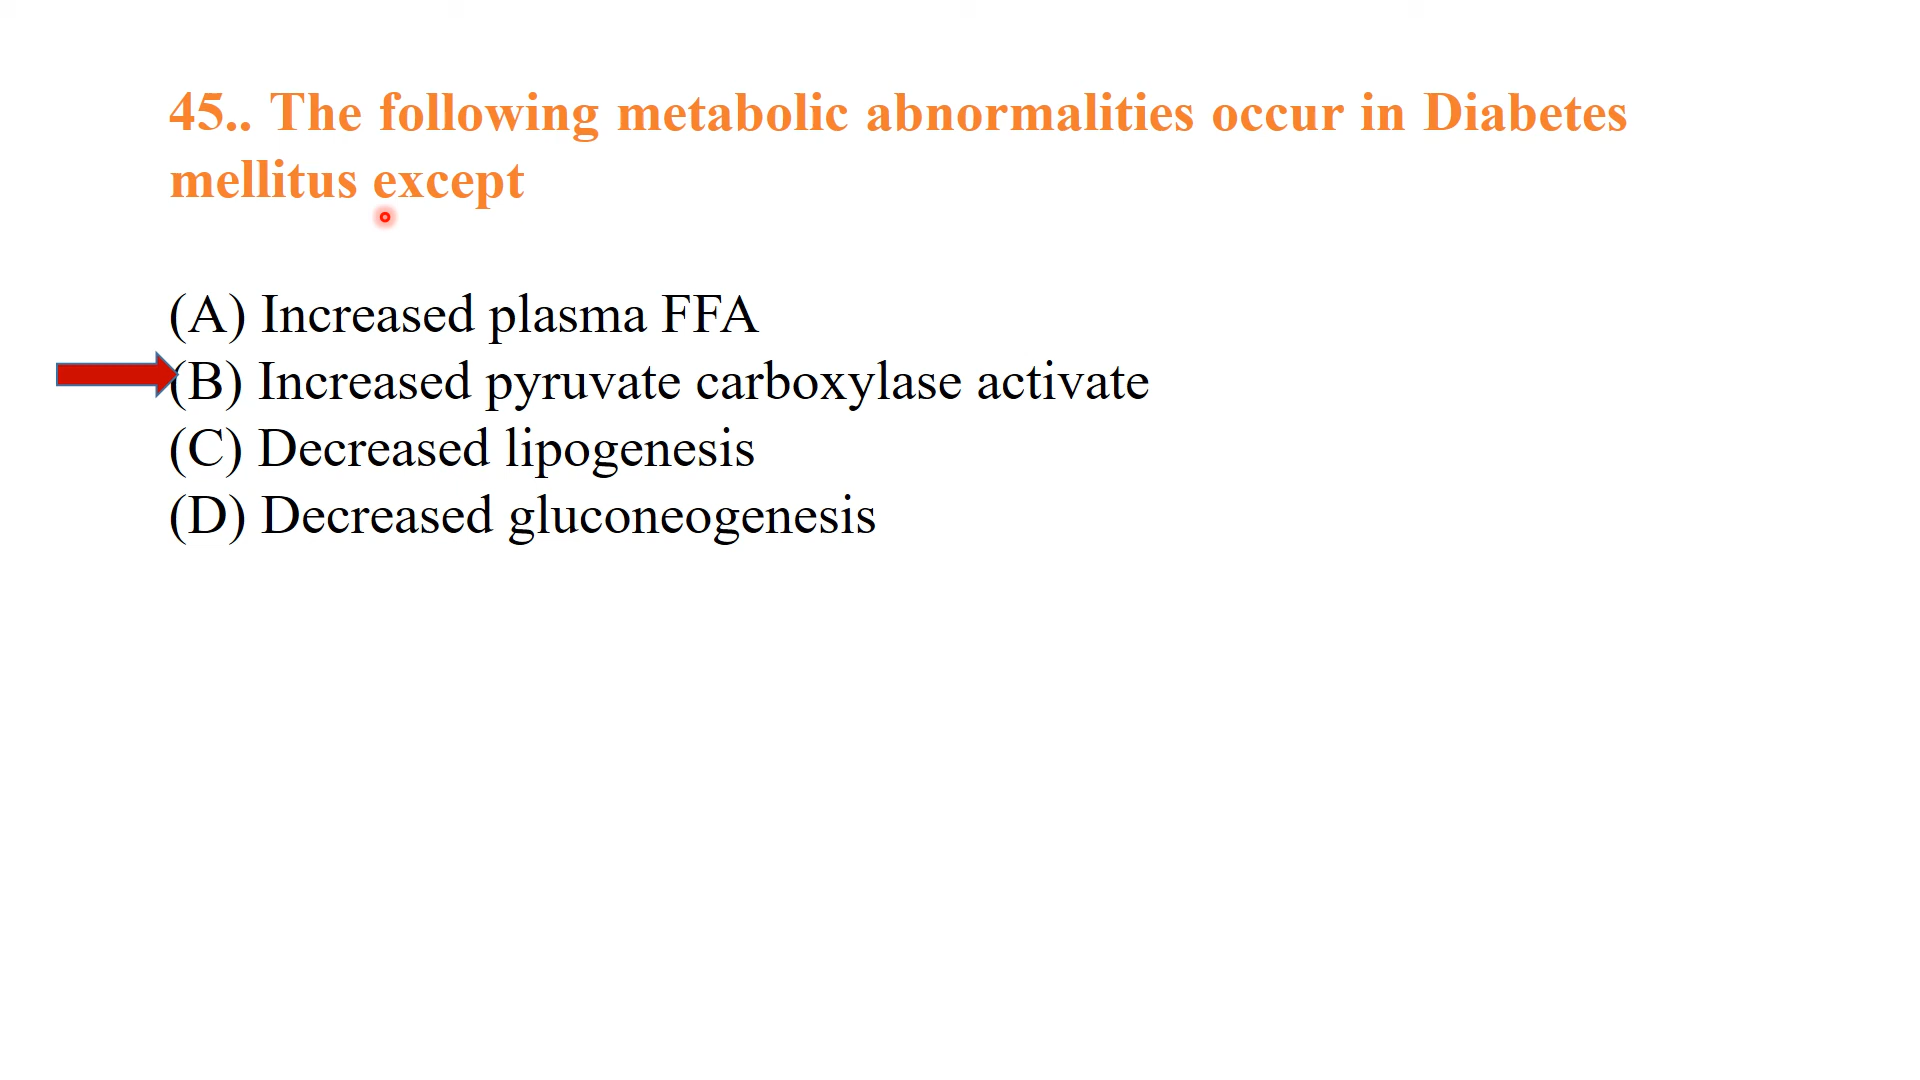 45.. The following metabolic abnormalities occur in Diabetes
mellitus except
(A) Increased plasma FFA
(B) Increased pyruvate carboxylase activate
(C) Decreased lipogenesis
(D) Decreased gluconeogenesis